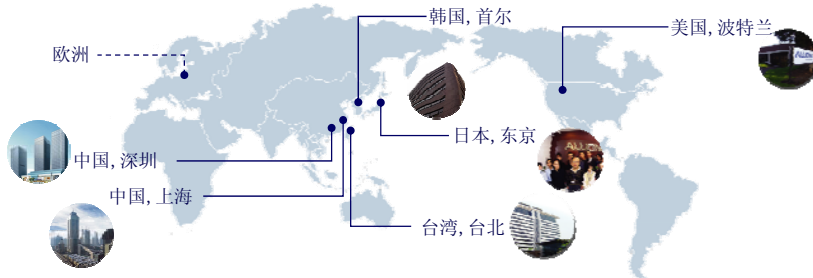 韩国, 首尔
美国, 波特兰
欧洲
日本, 东京
中国, 深圳
中国, 上海
台湾, 台北